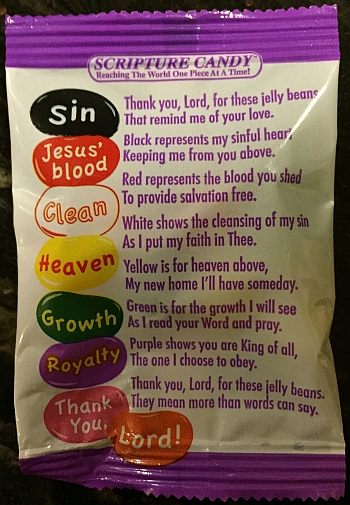 SCRIPTURE CANDY™
Reaching The World One Piece At A Time!
Sin
Jesus'
blood
Clean
Heaven
Growth
Royalty
Thank
You,
Lord!
Thank you, Lord, for these jelly beans
That remind me of your love.
Black represents my sinful heart
Keeping me from you above.
Red represents the blood you shed
To provide salvation free.
White shows the cleansing of my sin
As I put my faith in Thee.
Yellow is for heaven above,
My new home I'll have someday.
Green is for the growth I will see
As I read your Word and pray.
Purple shows you are King of all,
The one I choose to obey.
Thank you, Lord, for these jelly beans.
They mean more than words can say.